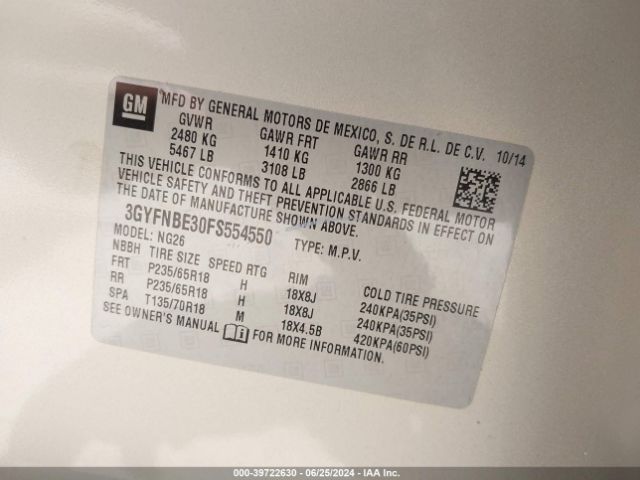 GM
MFD BY GENERAL MOTORS DE MEXICO, S. DE R.L. DE C.V. 10/14
GVWR GAWR FRT GAWR RR
2480 KG 1410 KG 1300 KG
5467 LB 3108 LB 2866 LB
THIS VEHICLE CONFORMS TO ALL APPLICABLE U.S. FEDERAL MOTOR
VEHICLE SAFETY AND THEFT PREVENTION STANDARDS IN EFFECT ON
THE DATE OF MANUFACTURE SHOWN ABOVE.
3GYFNBE30FS554550 TYPE: M.P.V.
MODEL: NG26
NBBH TIRE SIZE SPEED RTG RIM COLD TIRE PRESSURE
FRT P235/65R18 H 18X8J 240KPA(35PSI)
RR P235/65R18 H 18X8J 240KPA(35PSI)
SPA T135/70R18 M 18X4.5B 420KPA(60PSI)
SEE OWNER'S MANUAL FOR MORE INFORMATION.
000-39722630 - 06/25/2024 - IAA Inc.